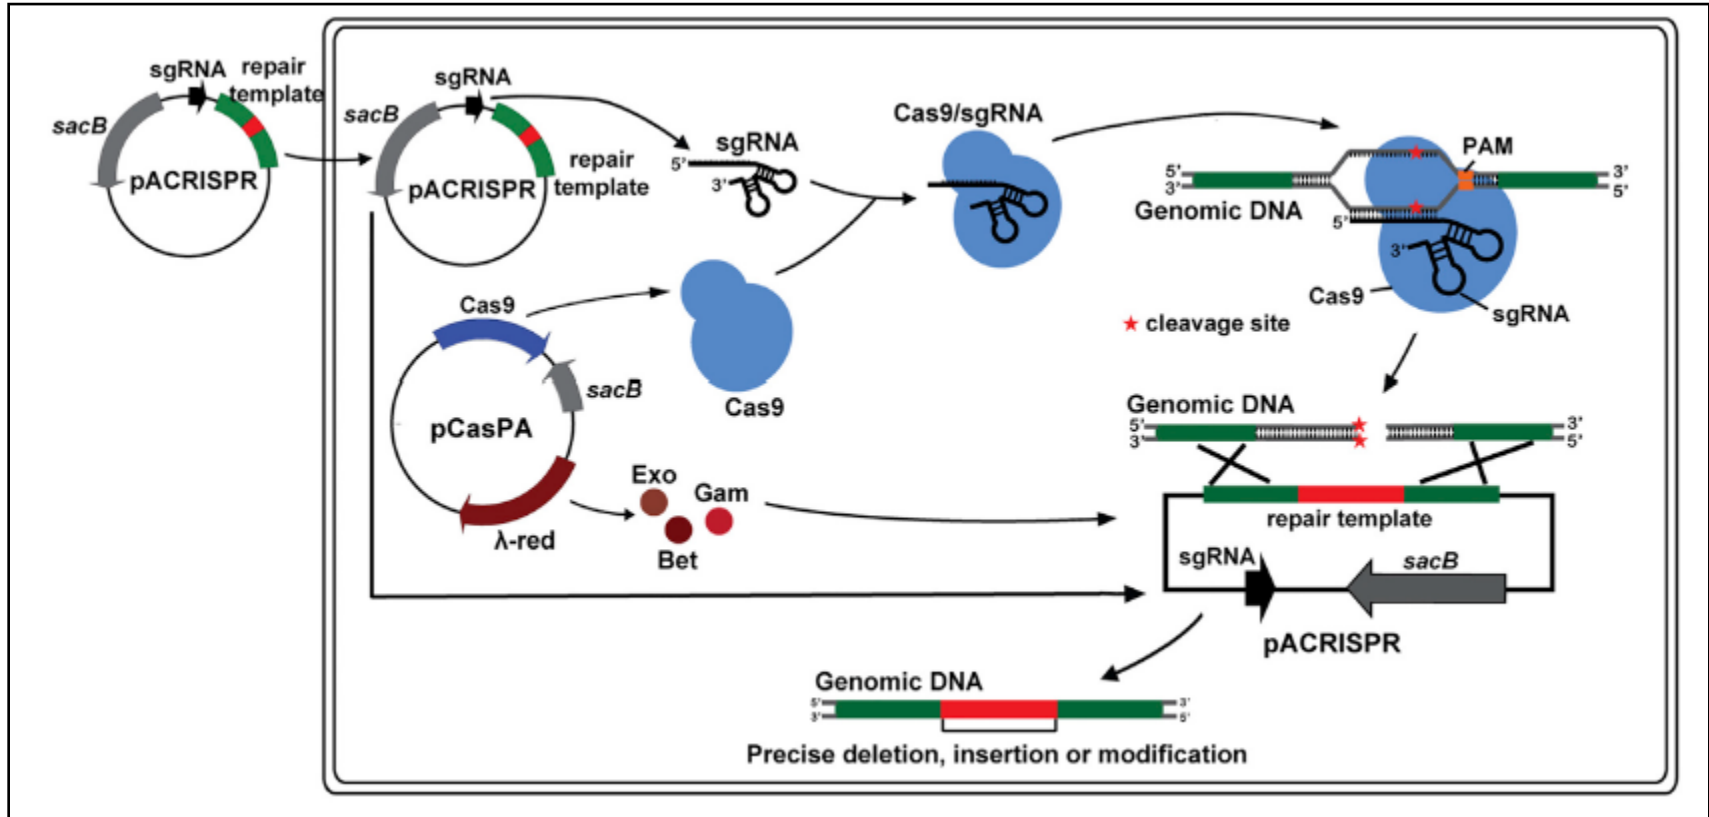 sgRNA repair
template
sacB
pACRISPR
sgRNA
sacB
repair
template
pACRISPR
sgRNA
5'
3'
Cas9/sgRNA
PAM
5'
3'
3'
5'
Genomic DNA
5'
3'
Cas9
sgRNA
★ cleavage site
Cas9
sacB
pCasPA
λ-red
Cas9
Exo
Gam
Bet
Genomic DNA
5'
3'
3'
5'
repair template
sgRNA
sacB
pACRISPR
Genomic DNA
5'
3'
3'
5'
Precise deletion, insertion or modification